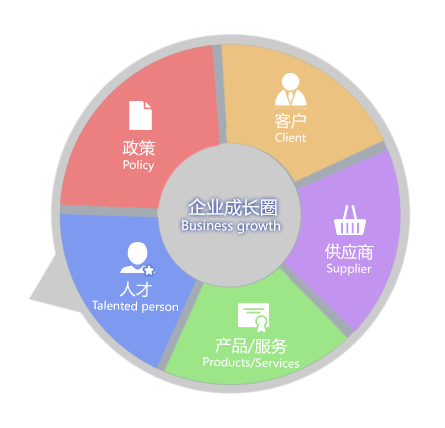 客户
Client
政策
Policy
企业成长圈
Business growth
供应商
Supplier
人才
Talented person
产品/服务
Products/Services